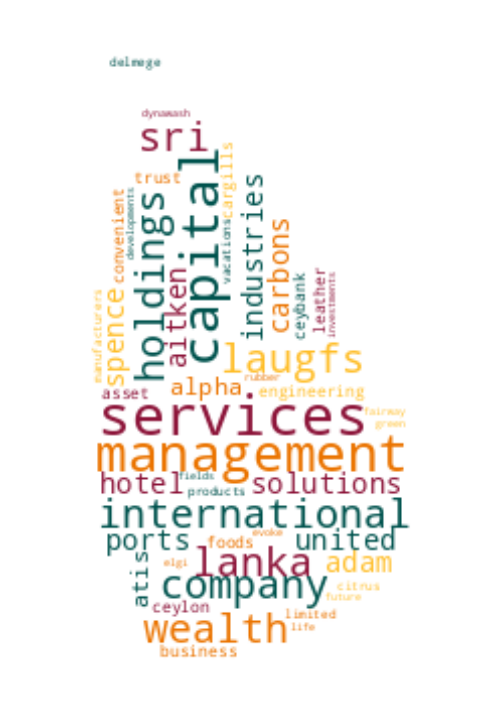 delmege
dynawash
sri
trust
capital
cargills
holdings
developments
convenient
vacations
industries
carbons
aitken
spence
manufacturers
ceybank
leather
investments
laugfs
rubber
alpha
asset
engineering
services
fairway
green
management
fields
hotel
solutions
products
international
ports
foods
evoke
united
lanka
elgi
adam
atis
company
citrus
future
ceylon
wealth
limited
life
business